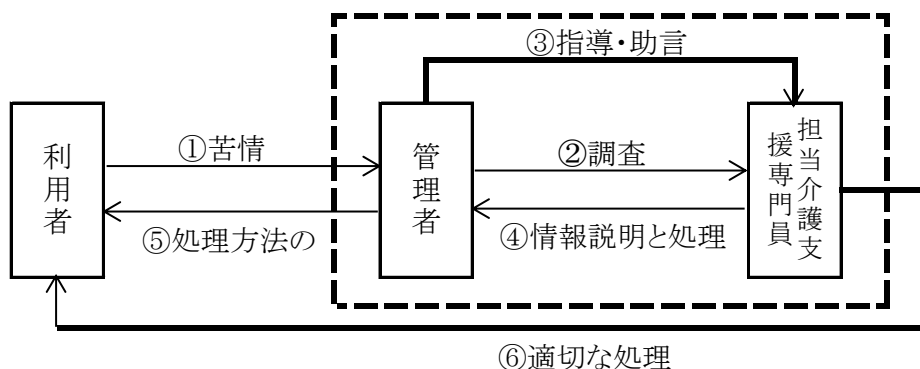 ③指導・助言
利用者
①苦情
管理者
②調査
担当介護支
援専門員
⑤処理方法の
④情報説明と処理
⑥適切な処理